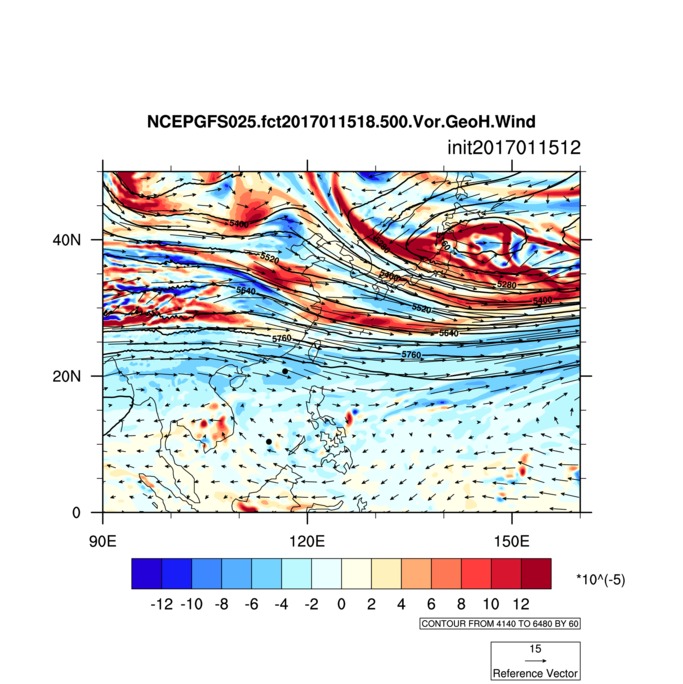 NCEPGFS025.fct2017011518.500.Vor.GeoH.Wind
init2017011512
5400
5520
5640
5760
5280
5400
5400
5520
5640
5760
40N
20N
0
90E
120E
150E
-12 -10 -8 -6 -4 -2 0 2 4 6 8 10 12
*10^(-5)
CONTOUR FROM 4140 TO 6480 BY 60
15
Reference Vector